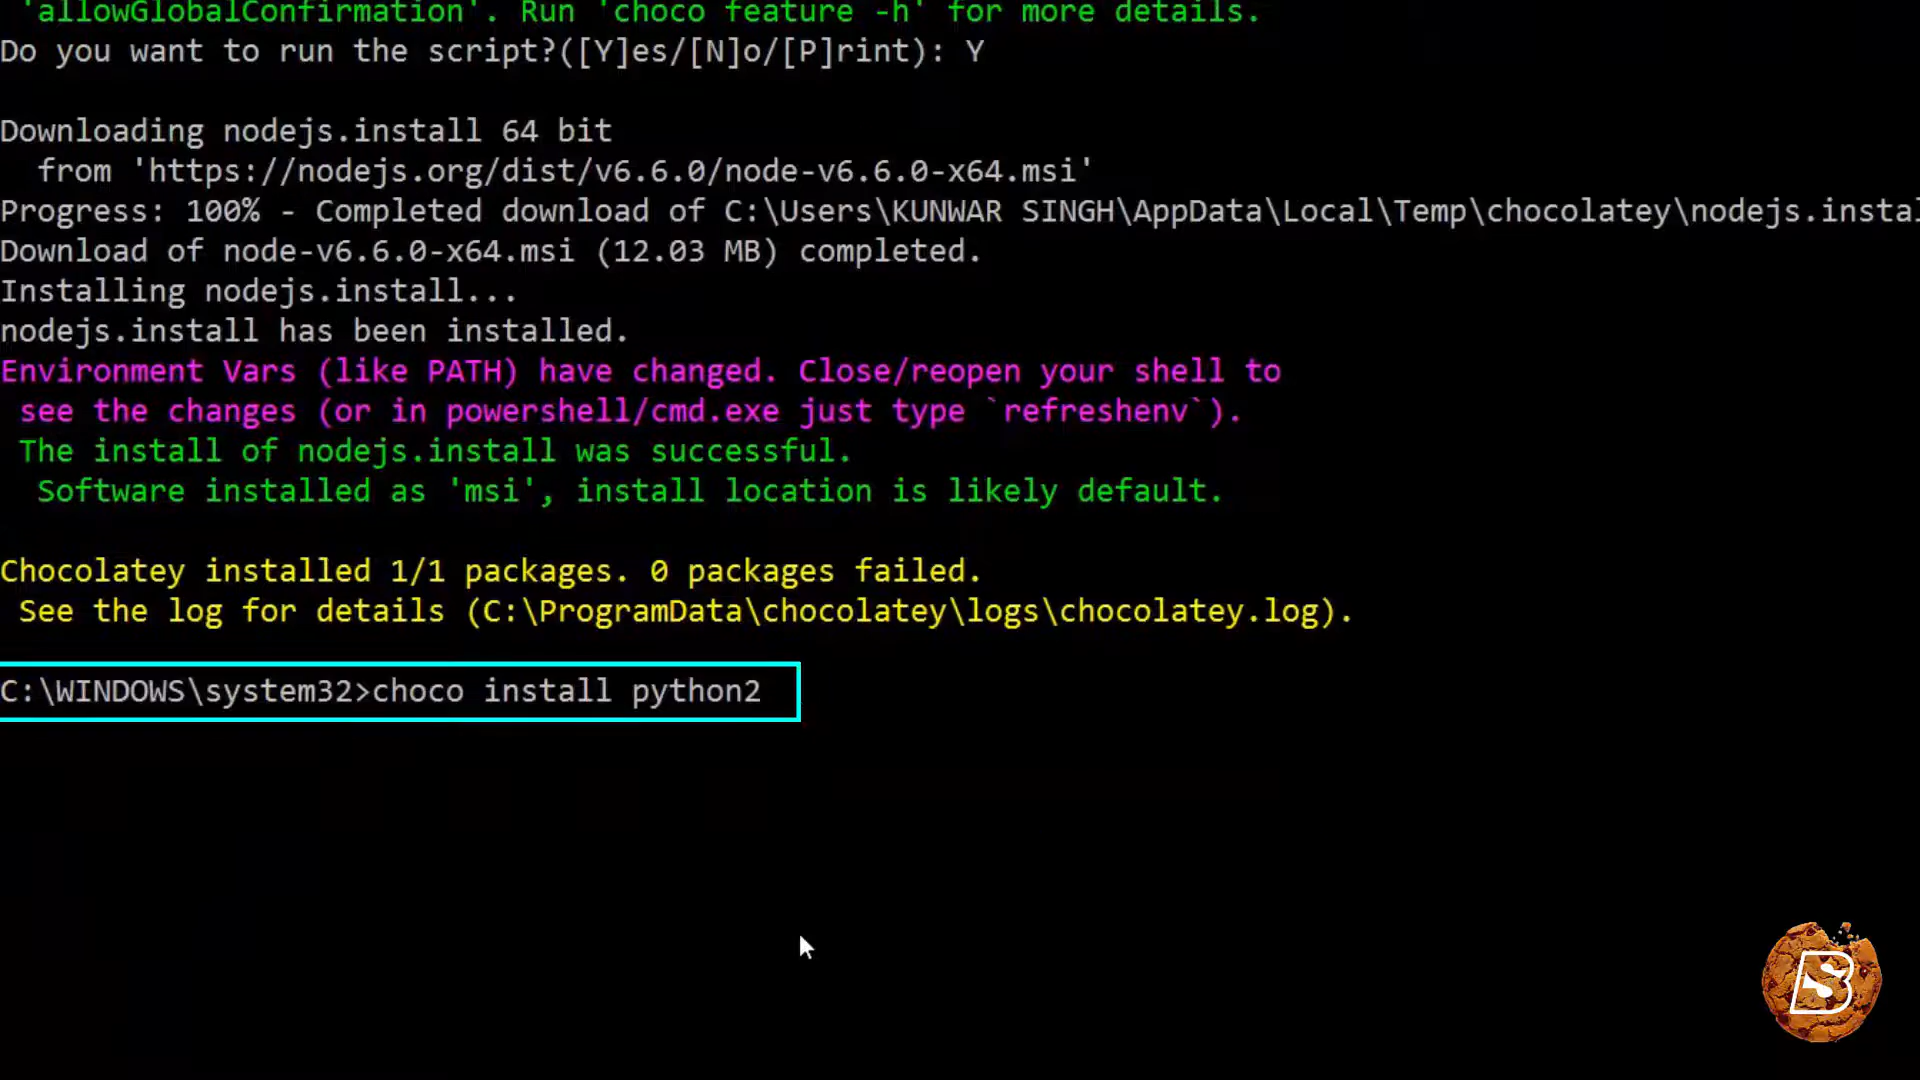 'allowGlobalConfirmation'. Run 'choco feature -h' for more details.
Do you want to run the script?([Y]es/[N]o/[P]rint): Y
Downloading nodejs.install 64 bit
from 'https://nodejs.org/dist/v6.6.0/node-v6.6.0-x64.msi'
Progress: 100% - Completed download of C:\Users\KUNWAR SINGH\AppData\Local\Temp\chocolatey\nodejs.instal
Download of node-v6.6.0-x64.msi (12.03 MB) completed.
Installing nodejs.install...
nodejs.install has been installed.
Environment Vars (like PATH) have changed. Close/reopen your shell to
see the changes (or in powershell/cmd.exe just type `refreshenv`).
The install of nodejs.install was successful.
Software installed as 'msi', install location is likely default.
Chocolatey installed 1/1 packages. 0 packages failed.
See the log for details (C:\ProgramData\chocolatey\logs\chocolatey.log).
C:\WINDOWS\system32>choco install python2
B